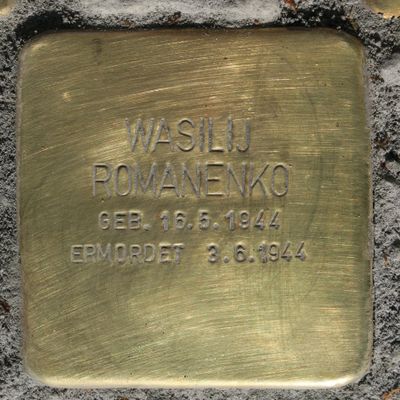 WASILIJ
ROMANENKO
GEB. 16.5.1944
ERMORDET 3.6.1944